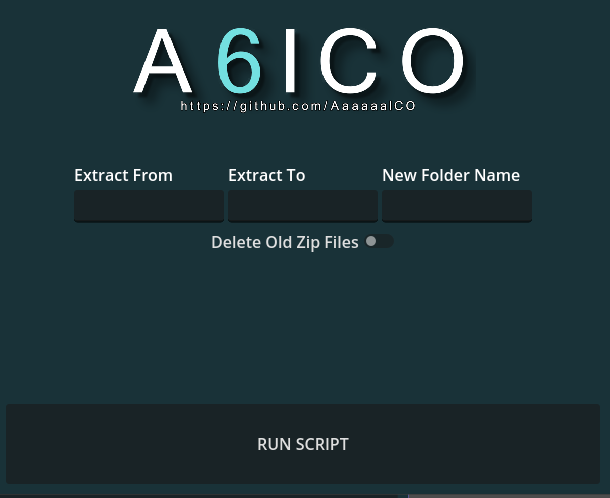 A6ICO
https://github.com/AaaaaaICO
Extract From Extract To New Folder Name
Delete Old Zip Files
RUN SCRIPT